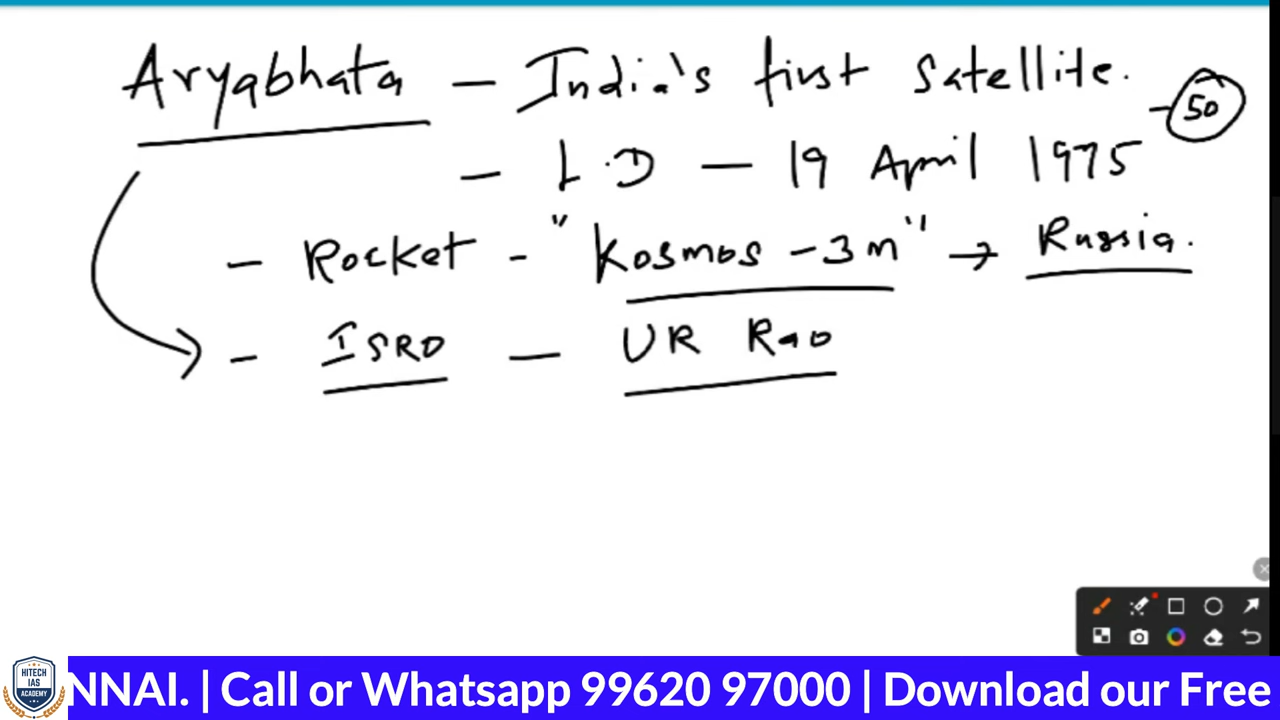 Aryabhata - India's first Satellite.
- 50
- L.D - 19 April 1975
- Rocket - "Kosmos - 3M" → Russia.
- ISRO - UR Rao
HITECH
IAS
ACADEMY
NNAI. | Call or Whatsapp 99620 97000 | Download our Free